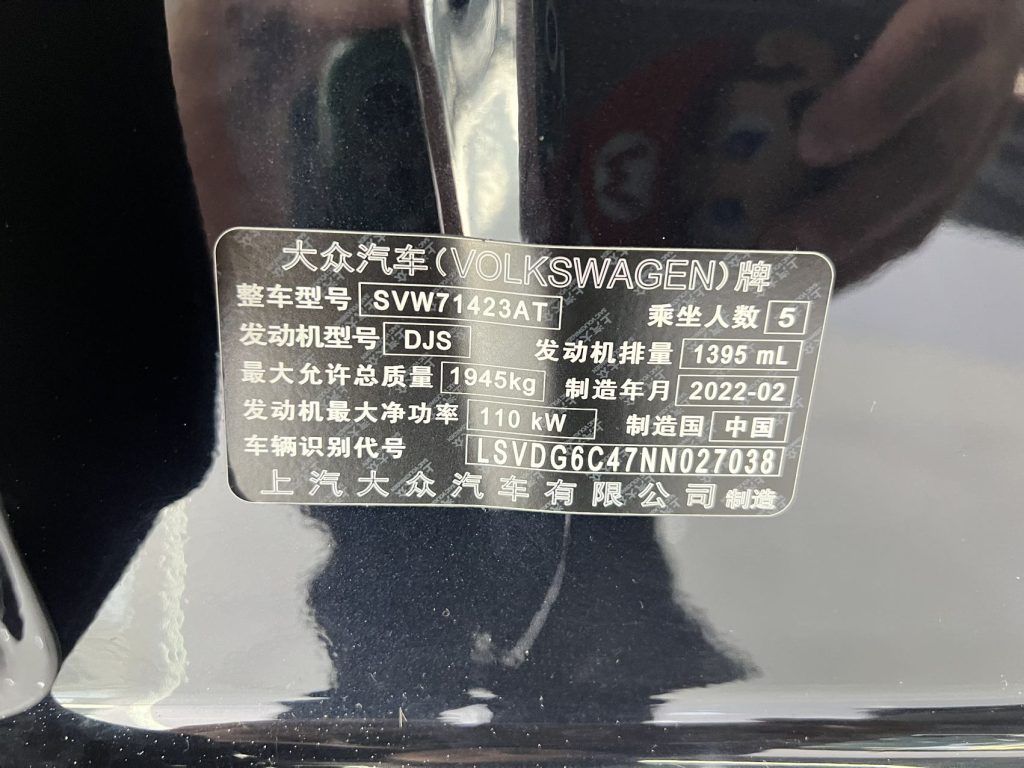 大众汽车(VOLKSWAGEN)牌
整车型号 SVW71423AT 乘坐人数 5
发动机型号 DJS 发动机排量 1395 mL
最大允许总质量 1945kg 制造年月 2022-02
发动机最大净功率 110 kW 制造国 中国
车辆识别代号 LSVDG6C47NN027038
上汽大众汽车有限公司 制造